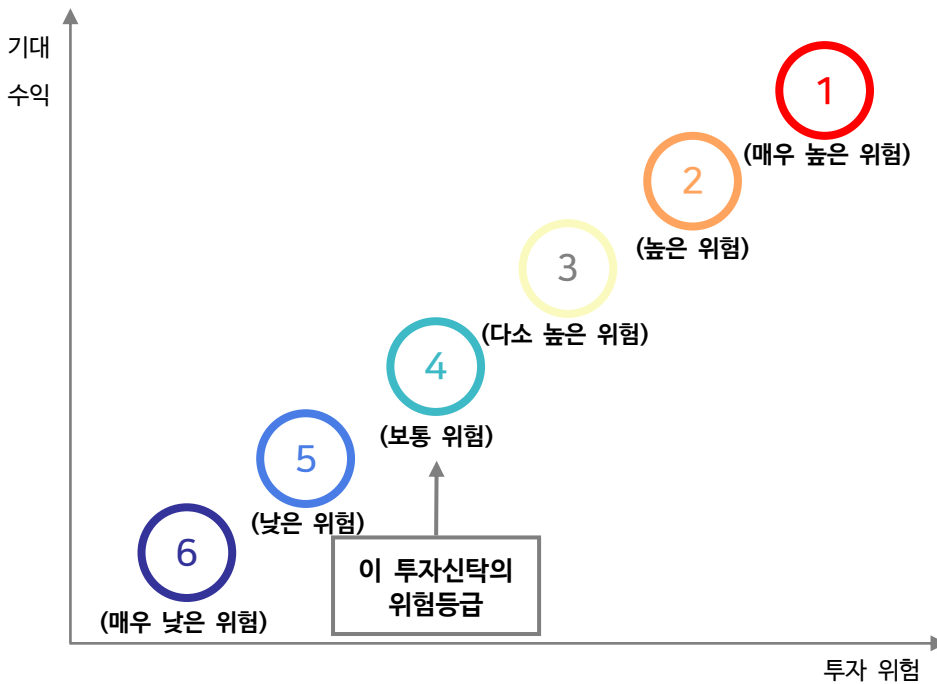 기대
수익
1
(매우 높은 위험)
2
(높은 위험)
3
(다소 높은 위험)
4
(보통 위험)
5
(낮은 위험)
6
(매우 낮은 위험)
이 투자신탁의
위험등급
투자 위험